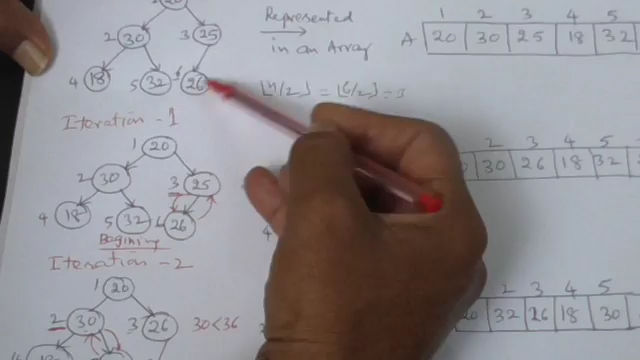 20
Represented
in an Array
1 2 3 4 5
A 20 30 25 18 32
2 30 3 25
4 18 5 32 6 26
⌊n/2⌋ = ⌊6/2⌋ = 3
Iteration - 1
1 20
2 30 3 25
4 18 5 32 6 26
2 3 4 5
30 26 18 32
Begining
Iteration - 2
1 20
2 30 3 26 30<36
2 3 4 5
20 32 26 18 30